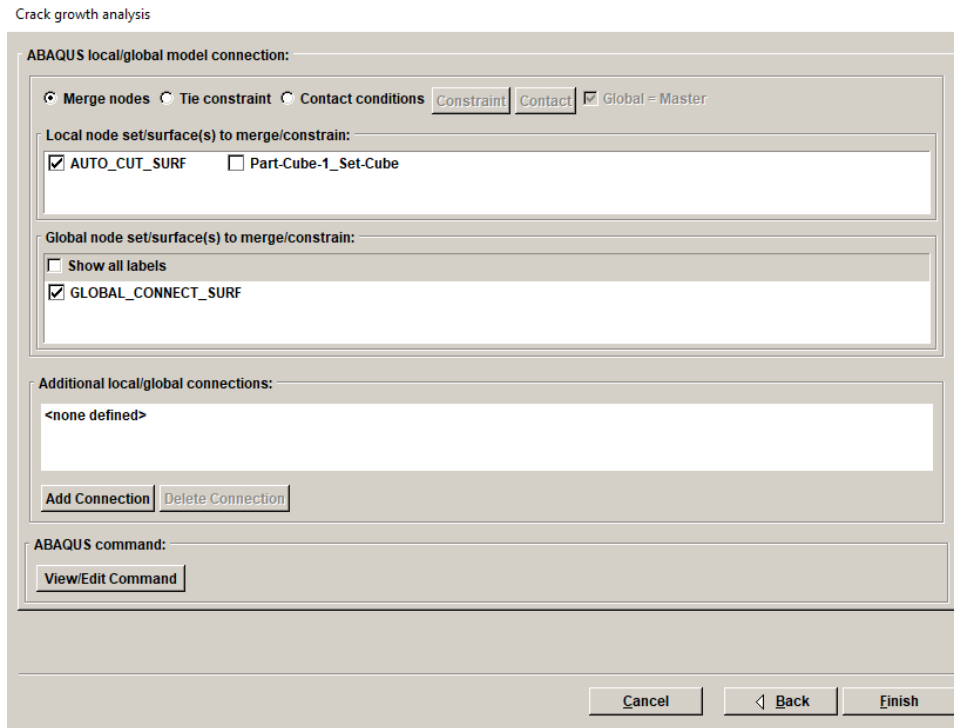 Crack growth analysis
ABAQUS local/global model connection:
Merge nodes Tie constraint Contact conditions Constraint Contact Global = Master
Local node set/surface(s) to merge/constrain:
AUTO_CUT_SURF Part-Cube-1_Set-Cube
Global node set/surface(s) to merge/constrain:
Show all labels
GLOBAL_CONNECT_SURF
Additional local/global connections:
<none defined>
Add Connection Delete Connection
ABAQUS command:
View/Edit Command
Cancel Back Finish